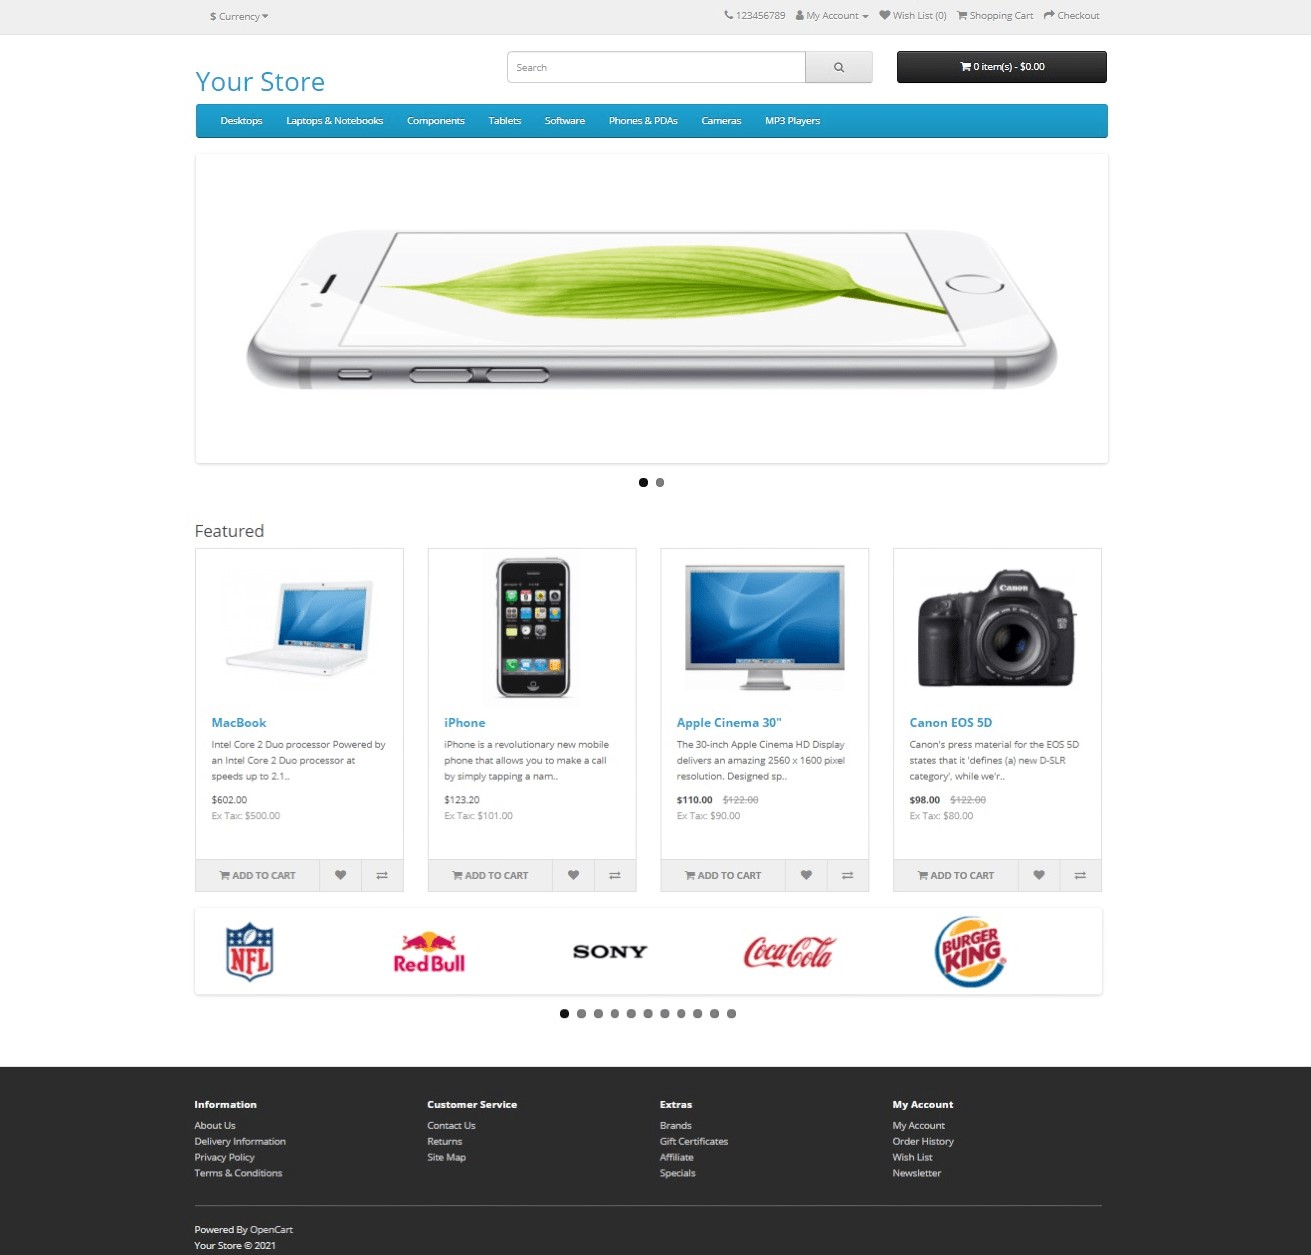 $ Currency
123456789 My Account Wish List (0) Shopping Cart Checkout
Your Store
Search
0 item(s) - $0.00
Desktops Laptops & Notebooks Components Tablets Software Phones & PDAs Cameras MP3 Players
Featured
Canon
MacBook
Intel Core 2 Duo processor Powered by
an Intel Core 2 Duo processor at
speeds up to 2.1..
$602.00
Ex Tax: $500.00
ADD TO CART
iPhone
iPhone is a revolutionary new mobile
phone that allows you to make a call
by simply tapping a nam..
$123.20
Ex Tax: $101.00
ADD TO CART
Apple Cinema 30"
The 30-inch Apple Cinema HD Display
delivers an amazing 2560 x 1600 pixel
resolution. Designed sp..
$110.00 $122.00
Ex Tax: $90.00
ADD TO CART
Canon EOS 5D
Canon's press material for the EOS 5D
states that it 'defines (a) new D-SLR
category', while we'r..
$98.00 $122.00
Ex Tax: $80.00
ADD TO CART
NFL
Red Bull
SONY
Coca-Cola
BURGER
KING
Information
About Us
Delivery Information
Privacy Policy
Terms & Conditions
Customer Service
Contact Us
Returns
Site Map
Extras
Brands
Gift Certificates
Affiliate
Specials
My Account
My Account
Order History
Wish List
Newsletter
Powered By OpenCart
Your Store © 2021